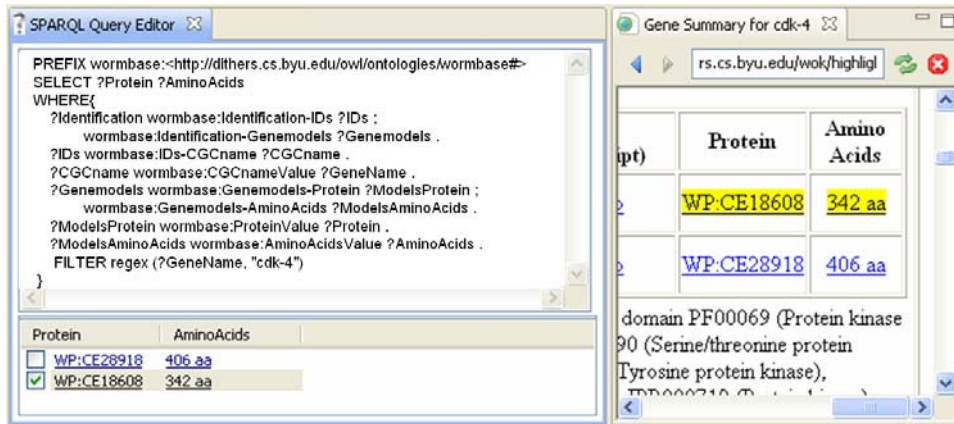 SPARQL Query Editor
PREFIX wormbase:<http://dithers.cs.byu.edu/owl/ontologies/wormbase#>
SELECT ?Protein ?AminoAcids
WHERE{
?Identification wormbase:Identification-IDs ?IDs ;
wormbase:Identification-Genemodels ?Genemodels .
?IDs wormbase:IDs-CGCname ?CGCname .
?CGCname wormbase:CGCnameValue ?GeneName .
?Genemodels wormbase:Genemodels-Protein ?ModelsProtein ;
wormbase:Genemodels-AminoAcids ?ModelsAminoAcids .
?ModelsProtein wormbase:ProteinValue ?Protein .
?ModelsAminoAcids wormbase:AminoAcidsValue ?AminoAcids .
FILTER regex (?GeneName, "cdk-4")
}
Protein AminoAcids
WP:CE28918 406 aa
WP:CE18608 342 aa
Gene Summary for cdk-4
rs.cs.byu.edu/wok/highligl
ipt) Protein Amino Acids
WP:CE18608 342 aa
WP:CE28918 406 aa
domain PF00069 (Protein kinase
90 (Serine/threonine protein
Tyrosine protein kinase),